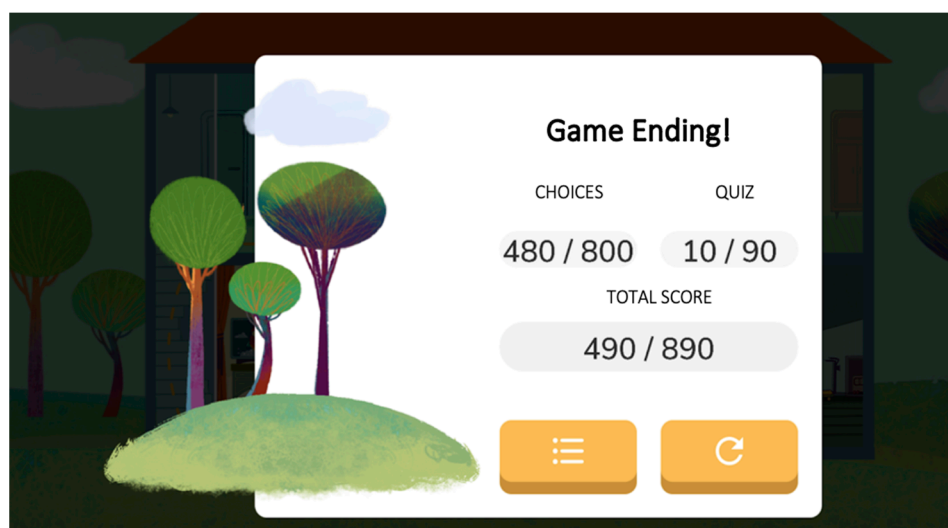 Game Ending!
CHOICES QUIZ
480 / 800 10 / 90
TOTAL SCORE
490 / 890